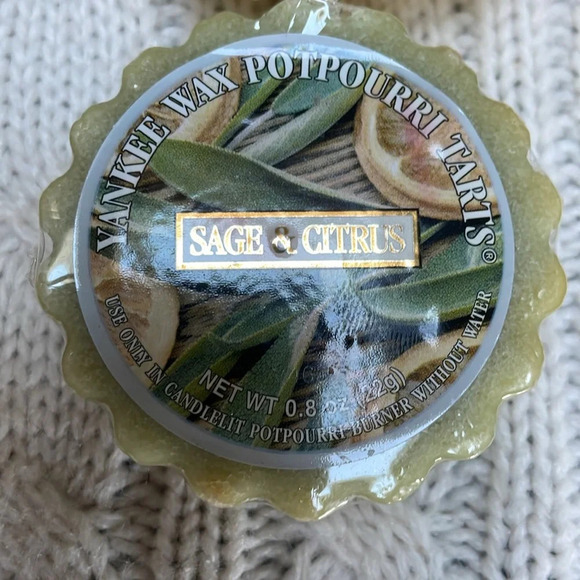 YANKEE WAX POTPOURRI TARTS®
SAGE & CITRUS
NET WT 0.8 oz (22g)
USE ONLY IN CANDLELIT POTPOURRI BURNER WITHOUT WATER